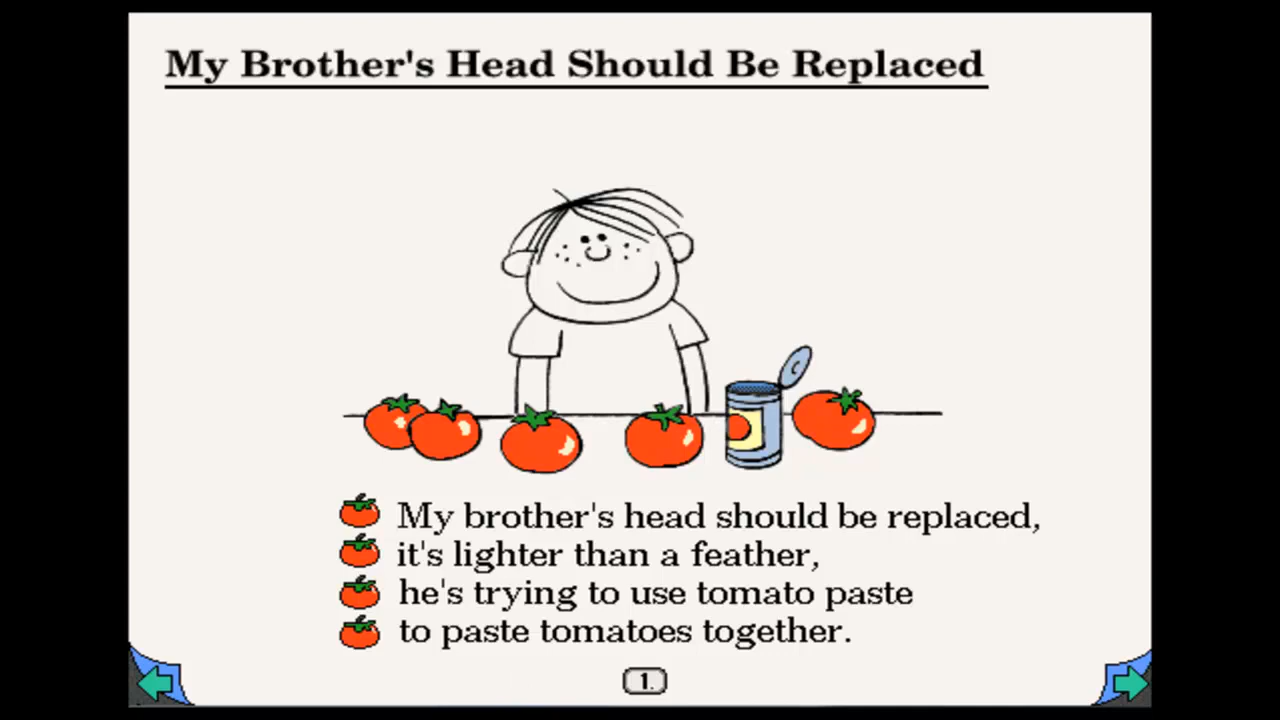 My Brother's Head Should Be Replaced
My brother's head should be replaced,
it's lighter than a feather,
he's trying to use tomato paste
to paste tomatoes together.
1.